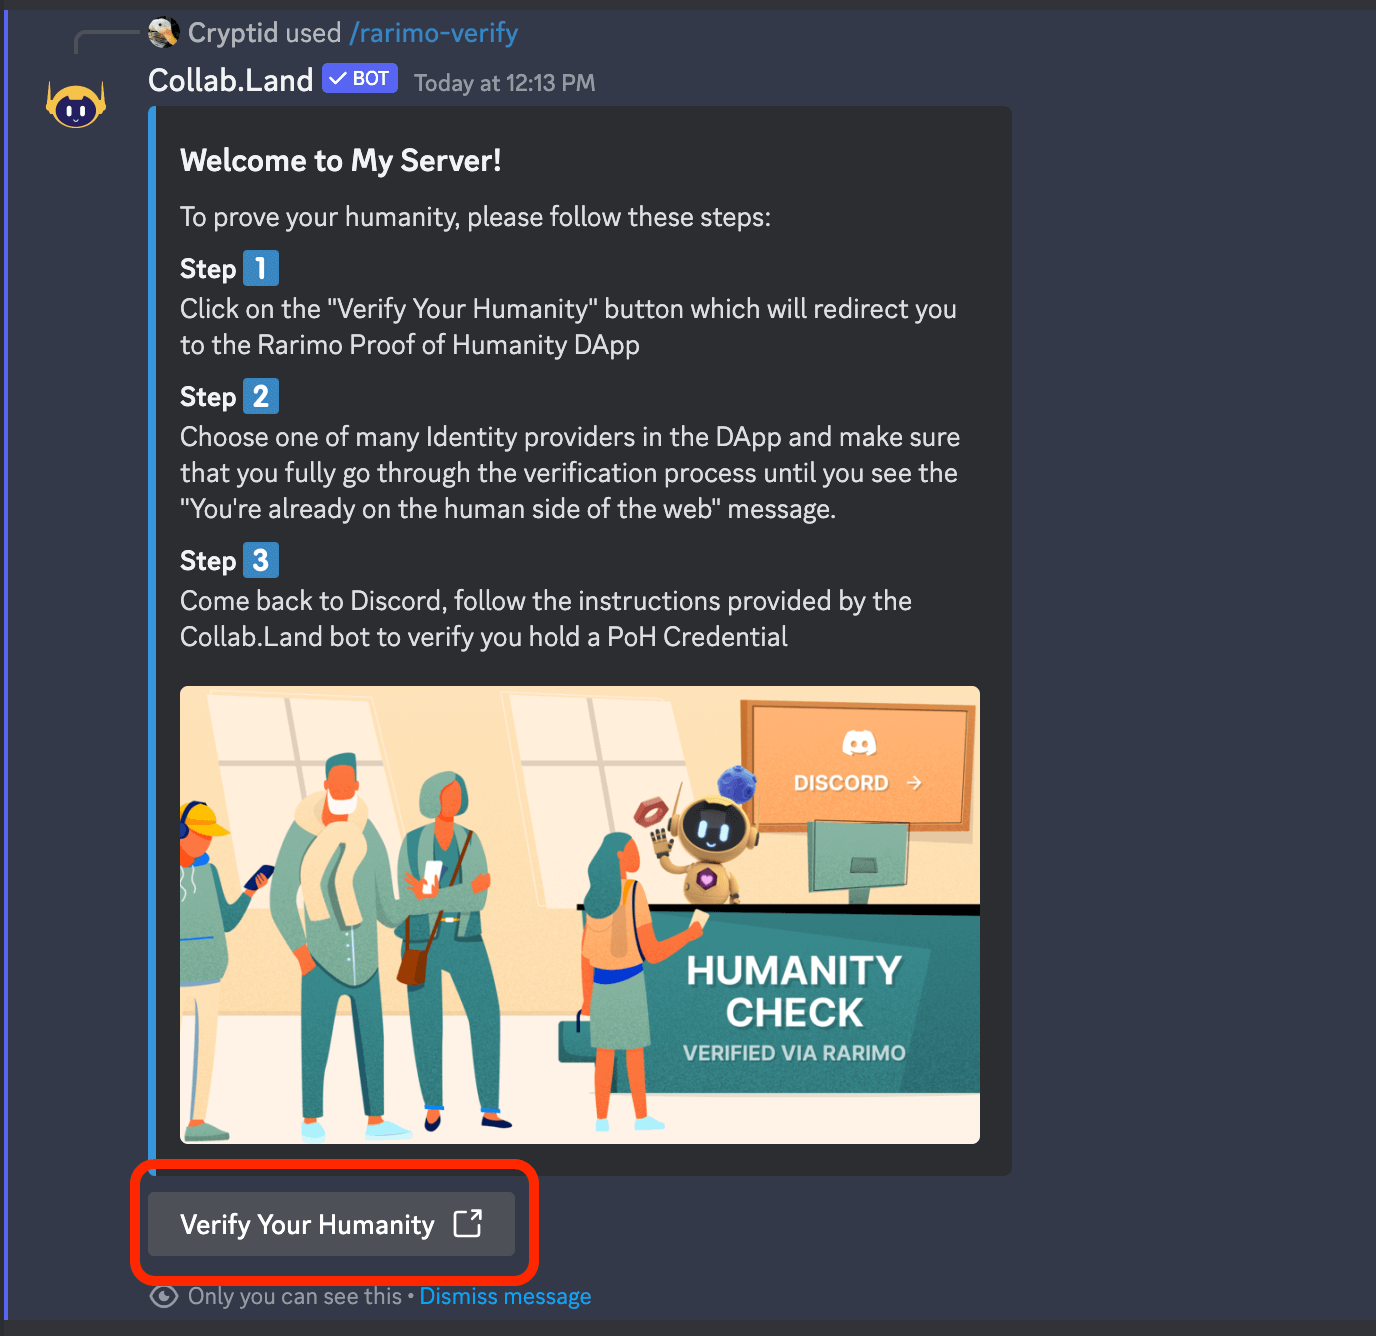 Cryptid used /rarimo-verify
Collab.Land ✓ BOT Today at 12:13 PM
Welcome to My Server!
To prove your humanity, please follow these steps:
Step 1
Click on the "Verify Your Humanity" button which will redirect you
to the Rarimo Proof of Humanity DApp
Step 2
Choose one of many Identity providers in the DApp and make sure
that you fully go through the verification process until you see the
"You're already on the human side of the web" message.
Step 3
Come back to Discord, follow the instructions provided by the
Collab.Land bot to verify you hold a PoH Credential
DISCORD →
HUMANITY
CHECK
VERIFIED VIA RARIMO
Verify Your Humanity
Only you can see this • Dismiss message